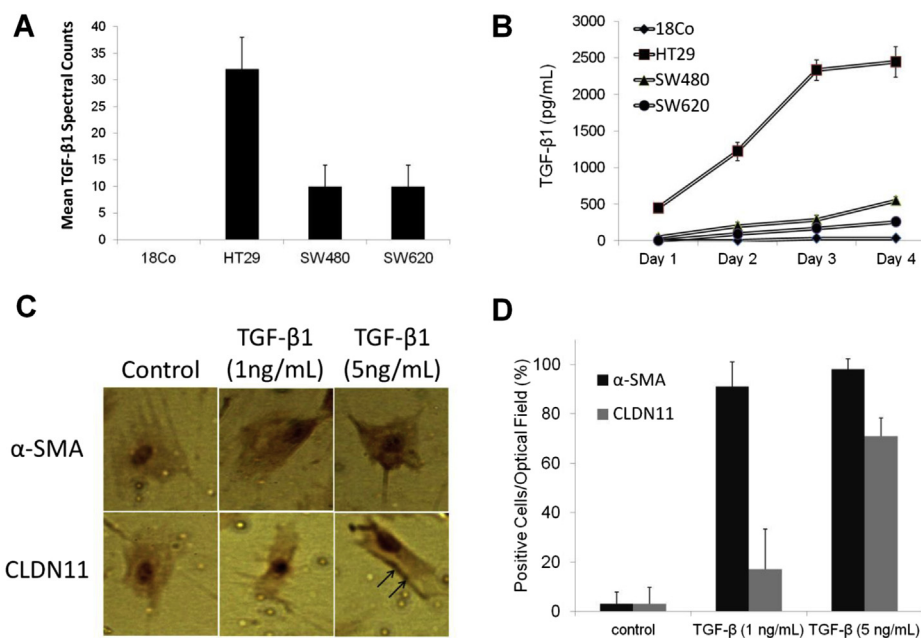 A
Mean TGF-β1 Spectral Counts
40
35
30
25
20
15
10
5
0
18Co HT29 SW480 SW620
B
TGF-β1 (pg/mL)
3000
2500
2000
1500
1000
500
0
18Co
HT29
SW480
SW620
Day 1 Day 2 Day 3 Day 4
C
Control
TGF-β1
(1ng/mL)
TGF-β1
(5ng/mL)
α-SMA
CLDN11
D
Positive Cells/Optical Field (%)
100
80
60
40
20
0
α-SMA
CLDN11
control TGF-β (1 ng/mL) TGF-β (5 ng/mL)